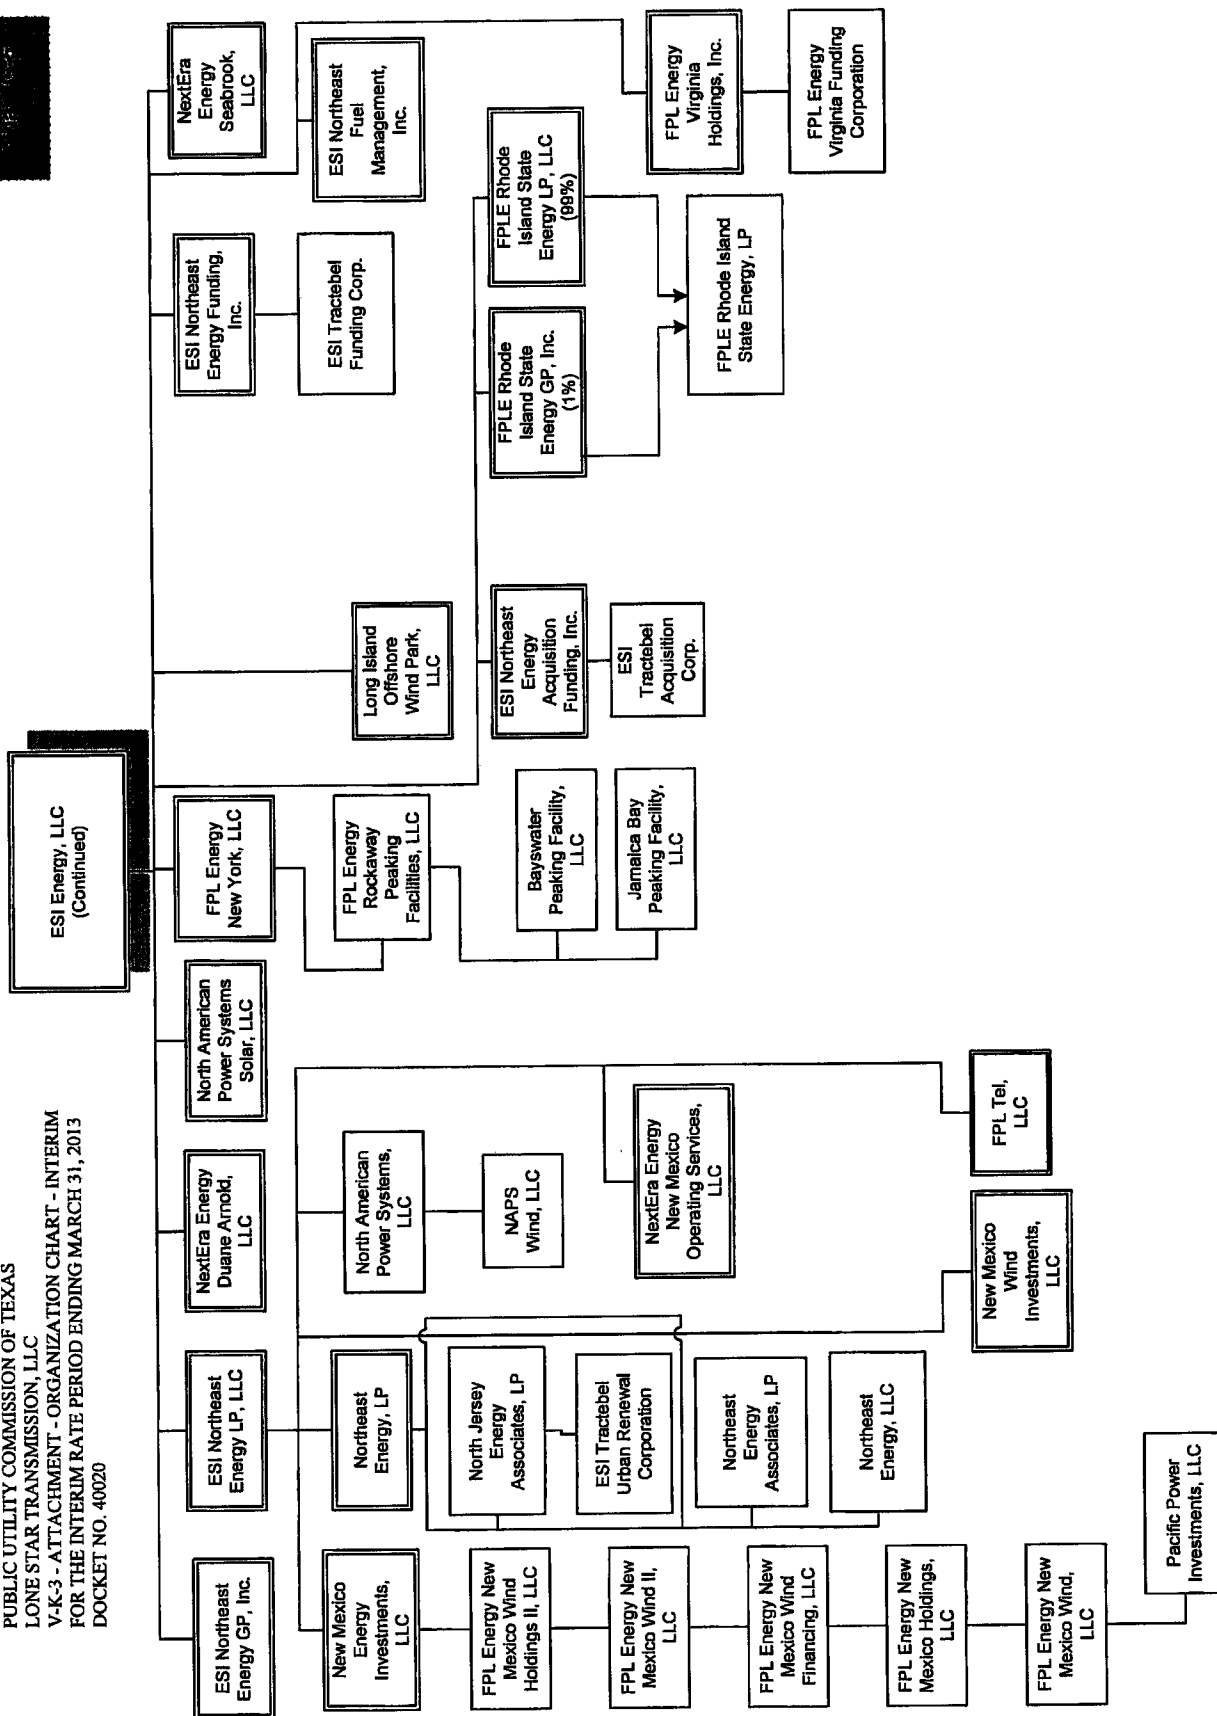 PUBLIC UTILITY COMMISSION OF TEXAS
LONE STAR TRANSMISSION, LLC
V-K-3 - ATTACHMENT - ORGANIZATION CHART - INTERIM
FOR THE INTERIM RATE PERIOD ENDING MARCH 31, 2013
DOCKET NO. 40020
ESI Energy, LLC
(Continued)
ESI Northeast
Energy GP, Inc.
ESI Northeast
Energy LP, LLC
NextEra Energy
Duane Arnold,
LLC
North American
Power Systems
Solar, LLC
FPL Energy
New York, LLC
ESI Northeast
Energy Funding,
Inc.
NextEra
Energy
Seabrook,
LLC
New Mexico
Energy
Investments,
LLC
Northeast
Energy, LP
North American
Power Systems,
LLC
FPL Energy
Rockaway
Peaking
Facilities, LLC
Long Island
Offshore
Wind Park,
LLC
ESI Tractebel
Funding Corp.
ESI Northeast
Fuel
Management,
Inc.
FPL Energy New
Mexico Wind
Holdings II, LLC
North Jersey
Energy
Associates, LP
NAPS
Wind, LLC
Bayswater
Peaking Facility,
LLC
ESI Northeast
Energy
Acquisition
Funding, Inc.
FPLE Rhode
Island State
Energy GP, Inc.
(1%)
FPLE Rhode
Island State
Energy LP, LLC
(99%)
FPL Energy New
Mexico Wind II,
LLC
ESI Tractebel
Urban Renewal
Corporation
NextEra Energy
New Mexico
Operating Services,
LLC
Jamaica Bay
Peaking Facility,
LLC
ESI
Tractebel
Acquisition
Corp.
FPLE Rhode Island
State Energy, LP
FPL Energy
Virginia
Holdings, Inc.
FPL Energy New
Mexico Wind
Financing, LLC
Northeast
Energy
Associates, LP
FPL Energy
Virginia Funding
Corporation
FPL Energy New
Mexico Holdings,
LLC
Northeast
Energy, LLC
FPL Energy New
Mexico Wind,
LLC
New Mexico
Wind
Investments,
LLC
FPL Tel,
LLC
Pacific Power
Investments, LLC